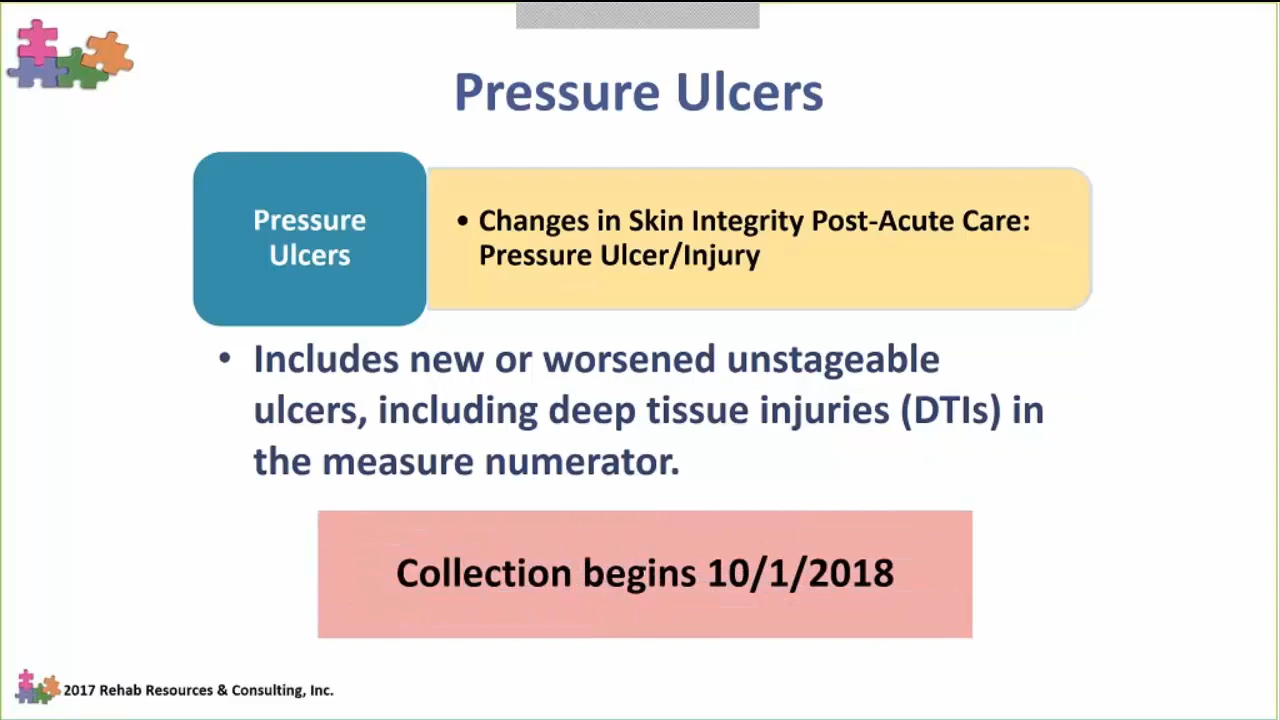 Pressure Ulcers
Pressure
Ulcers
• Changes in Skin Integrity Post-Acute Care:
Pressure Ulcer/Injury
• Includes new or worsened unstageable
ulcers, including deep tissue injuries (DTIs) in
the measure numerator.
Collection begins 10/1/2018
2017 Rehab Resources & Consulting, Inc.